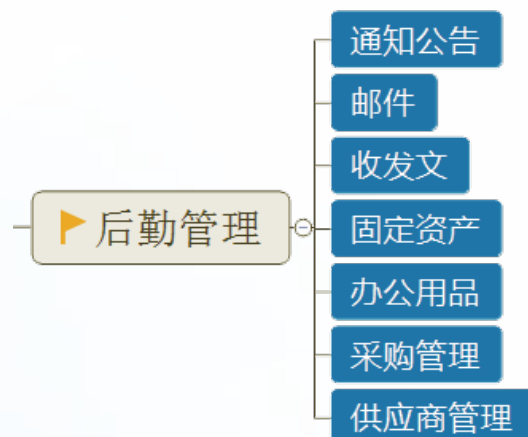 通知公告
邮件
收发文
后勤管理
固定资产
办公用品
采购管理
供应商管理